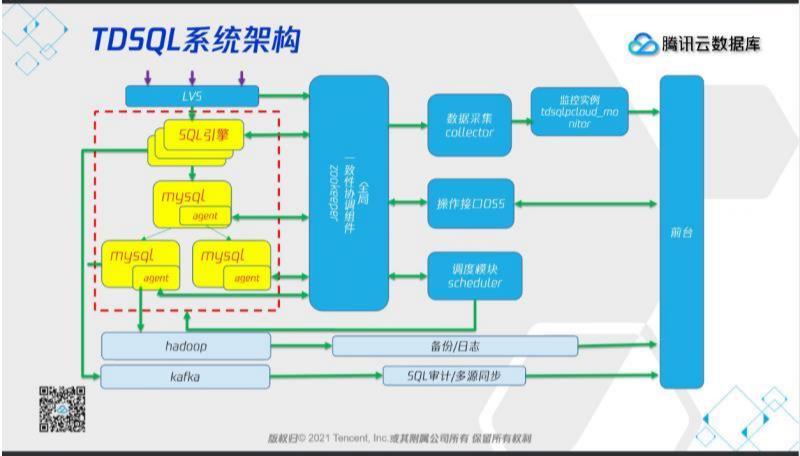 TDSQL系统架构
腾讯云数据库
LVS
SQL引擎
mysql
agent
mysql
agent
mysql
agent
全局
一致性协调组件
zookeeper
数据采集
collector
监控实例
tdsqlpcloud_mo
nitor
操作接口OSS
调度模块
scheduler
前台
hadoop
备份/日志
kafka
SQL审计/多源同步
版权归© 2021 Tencent, Inc.或其附属公司所有 保留所有权利